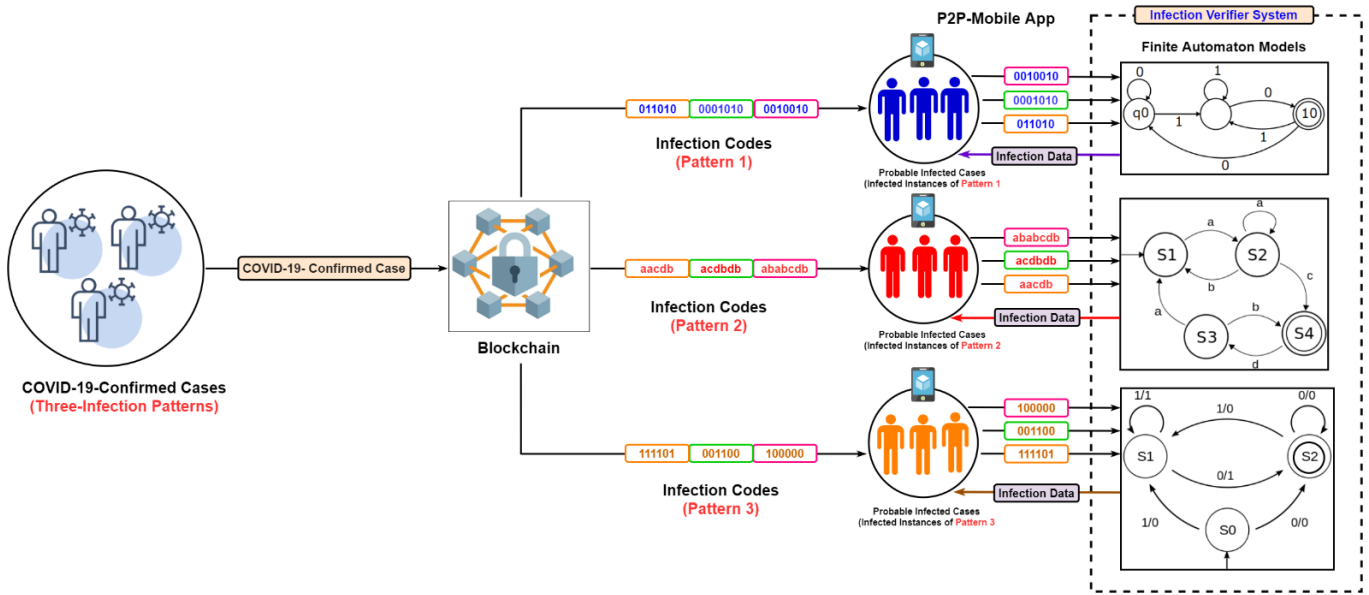 P2P-Mobile App
Infection Verifier System
Finite Automaton Models
011010 0001010 0010010
Infection Codes
(Pattern 1)
0010010
0001010
011010
Infection Data
Probable Infected Cases
(Infected Instances of Pattern 1
0
1
0
q0
1
10
1
0
COVID-19- Confirmed Case
Blockchain
COVID-19-Confirmed Cases
(Three-Infection Patterns)
aacdb acdbdb ababcdb
Infection Codes
(Pattern 2)
ababcdb
acdbdb
aacdb
Infection Data
Probable Infected Cases
(Infected Instances of Pattern 2
a
a
S1
S2
b
c
a
b
S3
S4
d
111101 001100 100000
Infection Codes
(Pattern 3)
100000
001100
111101
Infection Data
Probable Infected Cases
(Infected Instances of Pattern 3
1/1
0/0
1/0
S1
S2
0/1
1/0
S0
0/0